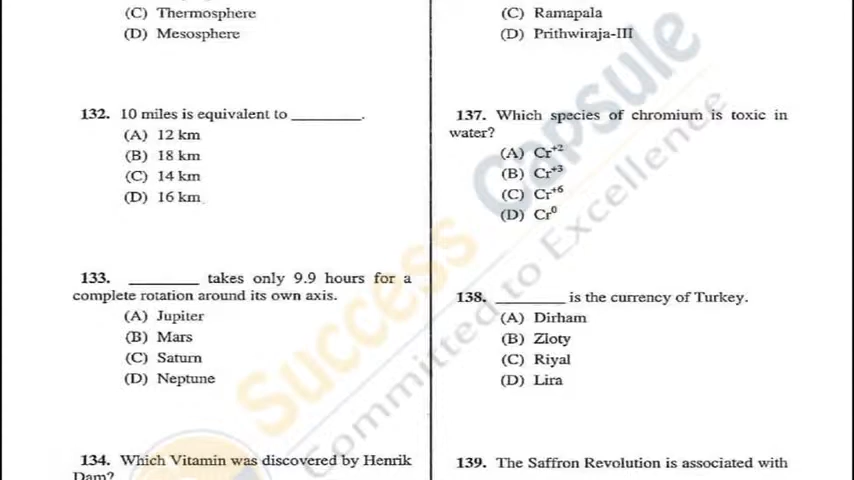 (C) Thermosphere
(D) Mesosphere
132. 10 miles is equivalent to ________.
(A) 12 km
(B) 18 km
(C) 14 km
(D) 16 km
133. ________ takes only 9.9 hours for a
complete rotation around its own axis.
(A) Jupiter
(B) Mars
(C) Saturn
(D) Neptune
134. Which Vitamin was discovered by Henrik
Dam?
(C) Ramapala
(D) Prithwiraja-III
137. Which species of chromium is toxic in
water?
(A) Cr⁺²
(B) Cr⁺³
(C) Cr⁺⁶
(D) Cr⁰
138. ________ is the currency of Turkey.
(A) Dirham
(B) Zloty
(C) Riyal
(D) Lira
139. The Saffron Revolution is associated with
Success Capsule
Committed to Excellence